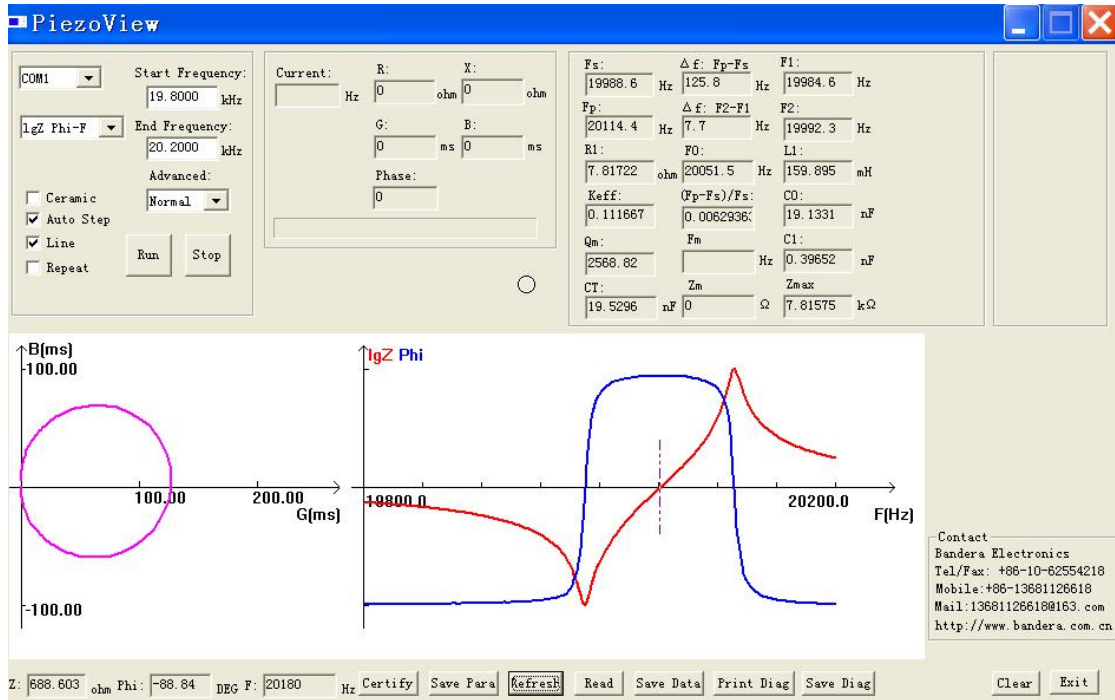 PiezoView
COM1
Start Frequency:
19.8000 kHz
lgZ Phi-F
End Frequency:
20.2000 kHz
Advanced:
Normal
Ceramic
Auto Step
Line
Repeat
Run Stop
Current: R: X:
Hz 0 ohm 0 ohm
G: B:
0 ms 0 ms
Phase:
0
Fs: Δf: Fp-Fs F1:
19988.6 Hz 125.8 Hz 19984.6 Hz
Fp: Δf: F2-F1 F2:
20114.4 Hz 7.7 Hz 19992.3 Hz
R1: F0: L1:
7.81722 ohm 20051.5 Hz 159.895 mH
Keff: (Fp-Fs)/Fs: C0:
0.111667 0.00629363 19.1331 nF
Qm: Fm C1:
2568.82 Hz 0.39652 nF
CT: Zm Zmax
19.5296 nF 0 Ω 7.81575 kΩ
B(ms)
100.00
100.00 200.00
G(ms)
-100.00
lgZ Phi
19800.0 20200.0
F(Hz)
Contact
Bandera Electronics
Tel/Fax: +86-10-62554218
Mobile:+86-13681126618
Mail:13681126618@163.com
http://www.bandera.com.cn
Z: 688.603 ohm Phi: -88.84 DEG F: 20180 Hz Certify Save Para Refresh Read Save Data Print Diag Save Diag Clear Exit